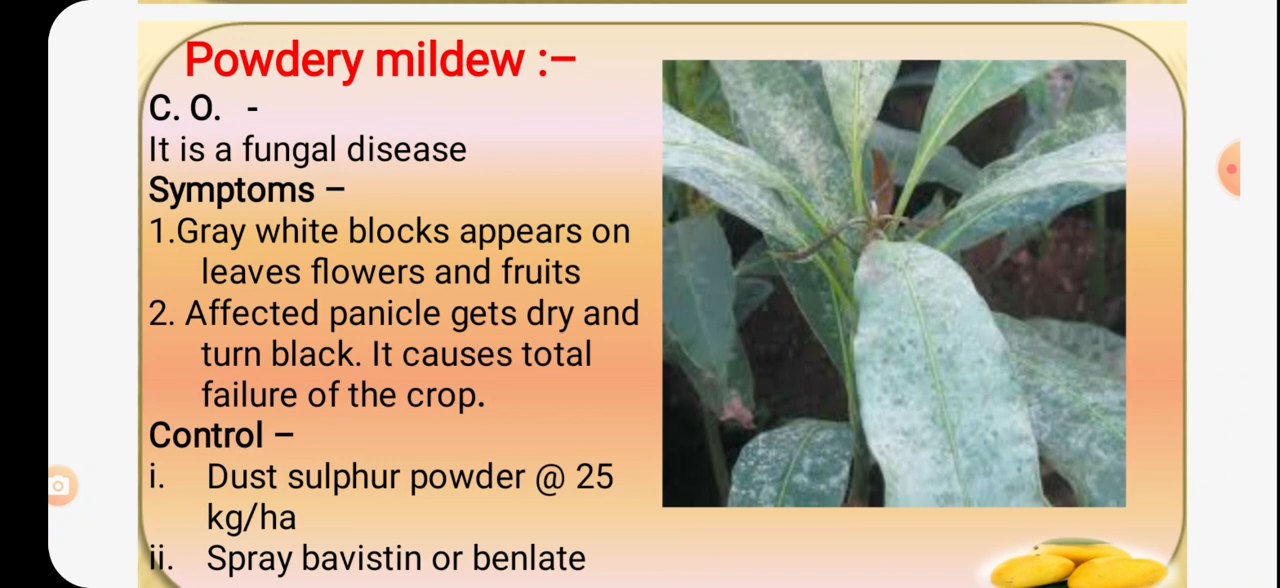 Powdery mildew :–
C. O. -
It is a fungal disease
Symptoms –
1.Gray white blocks appears on
leaves flowers and fruits
2. Affected panicle gets dry and
turn black. It causes total
failure of the crop.
Control –
i. Dust sulphur powder @ 25
kg/ha
ii. Spray bavistin or benlate